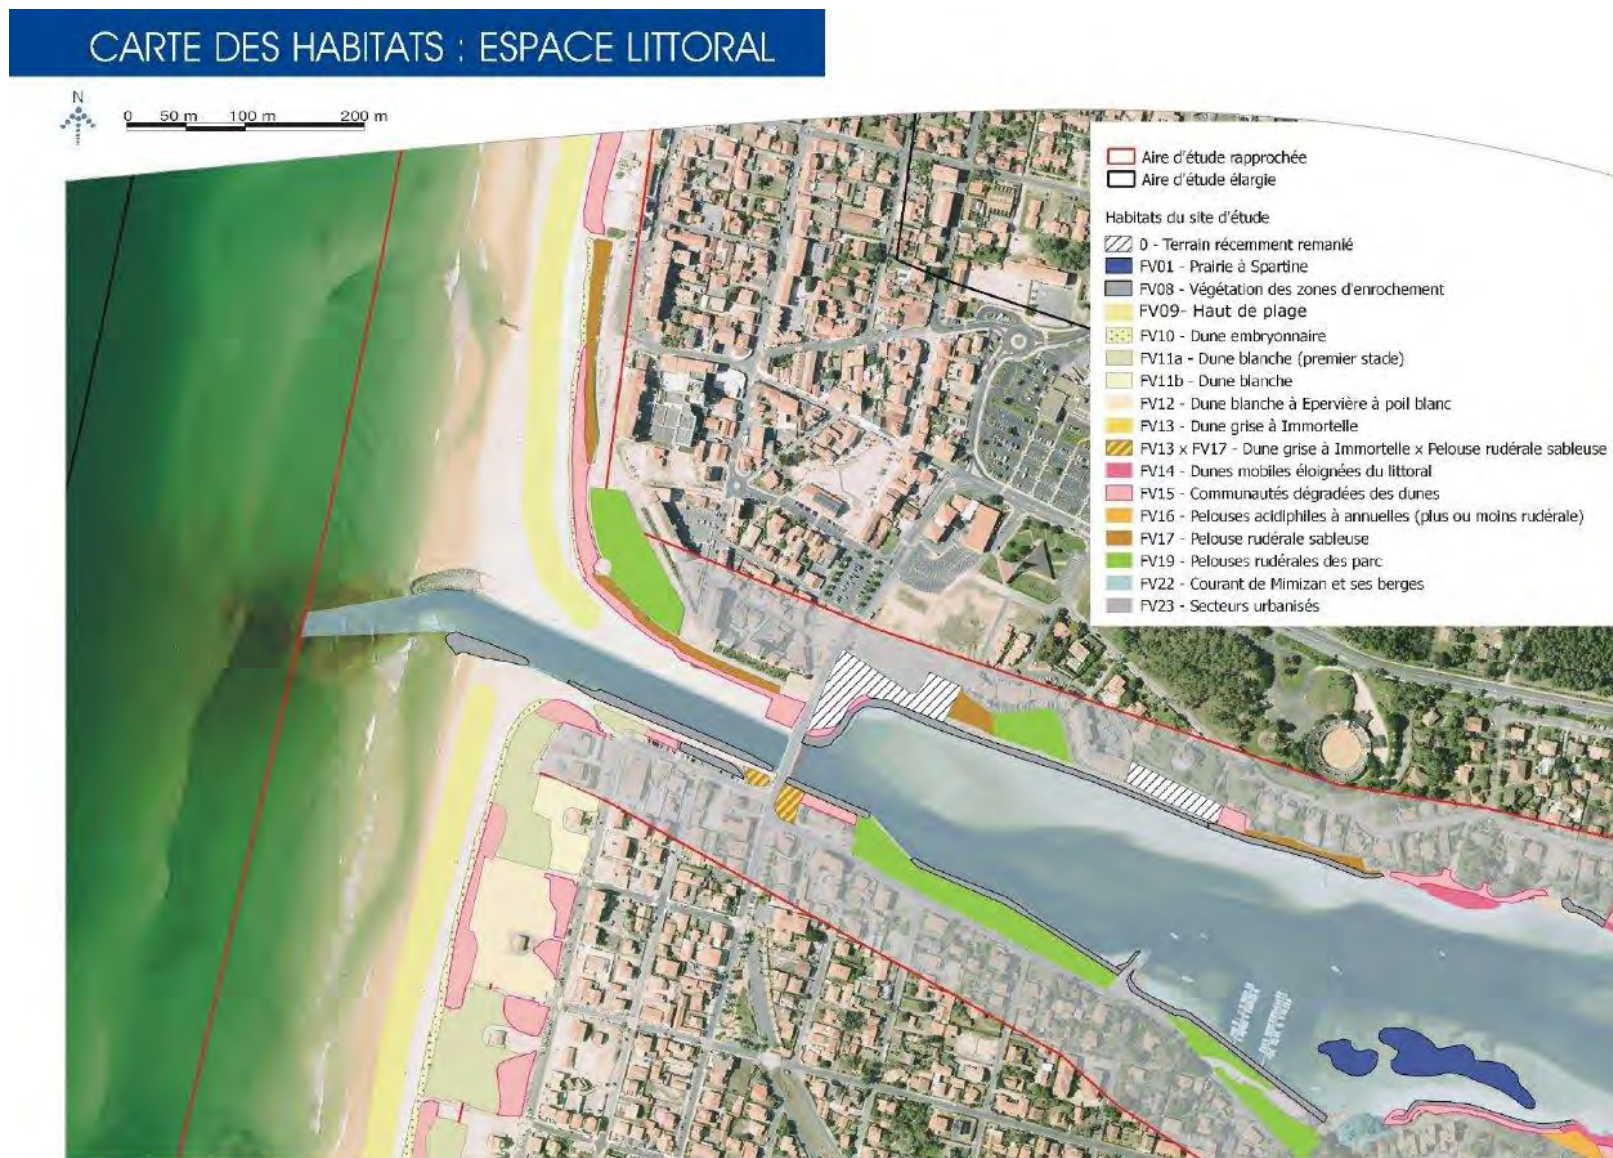 CARTE DES HABITATS : ESPACE LITTORAL
N
0 50 m 100 m 200 m
Aire d'étude rapprochée
Aire d'étude élargie
Habitats du site d'étude
0 - Terrain récemment remanié
FV01 - Prairie à Spartine
FV08 - Végétation des zones d'enrochement
FV09- Haut de plage
FV10 - Dune embryonnaire
FV11a - Dune blanche (premier stade)
FV11b - Dune blanche
FV12 - Dune blanche à Epervière à poil blanc
FV13 - Dune grise à Immortelle
FV13 x FV17 - Dune grise à Immortelle x Pelouse rudérale sableuse
FV14 - Dunes mobiles éloignées du littoral
FV15 - Communautés dégradées des dunes
FV16 - Pelouses acidiphiles à annuelles (plus ou moins rudérale)
FV17 - Pelouse rudérale sableuse
FV19 - Pelouses rudérales des parc
FV22 - Courant de Mimizan et ses berges
FV23 - Secteurs urbanisés